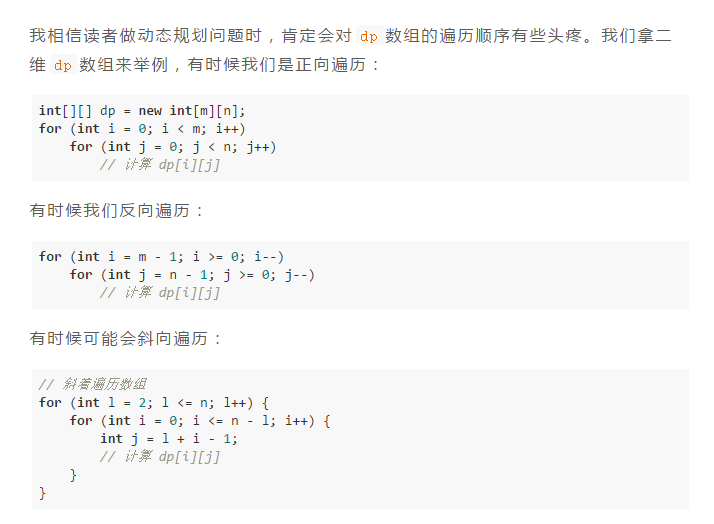 我相信读者做动态规划问题时，肯定会对 dp 数组的遍历顺序有些头疼。我们拿二
维 dp 数组来举例，有时候我们是正向遍历：
int[][] dp = new int[m][n];
for (int i = 0; i < m; i++)
    for (int j = 0; j < n; j++)
        // 计算 dp[i][j]
有时候我们反向遍历：
for (int i = m - 1; i >= 0; i--)
    for (int j = n - 1; j >= 0; j--)
        // 计算 dp[i][j]
有时候可能会斜向遍历：
// 斜着遍历数组
for (int l = 2; l <= n; l++) {
    for (int i = 0; i <= n - l; i++) {
        int j = l + i - 1;
        // 计算 dp[i][j]
    }
}